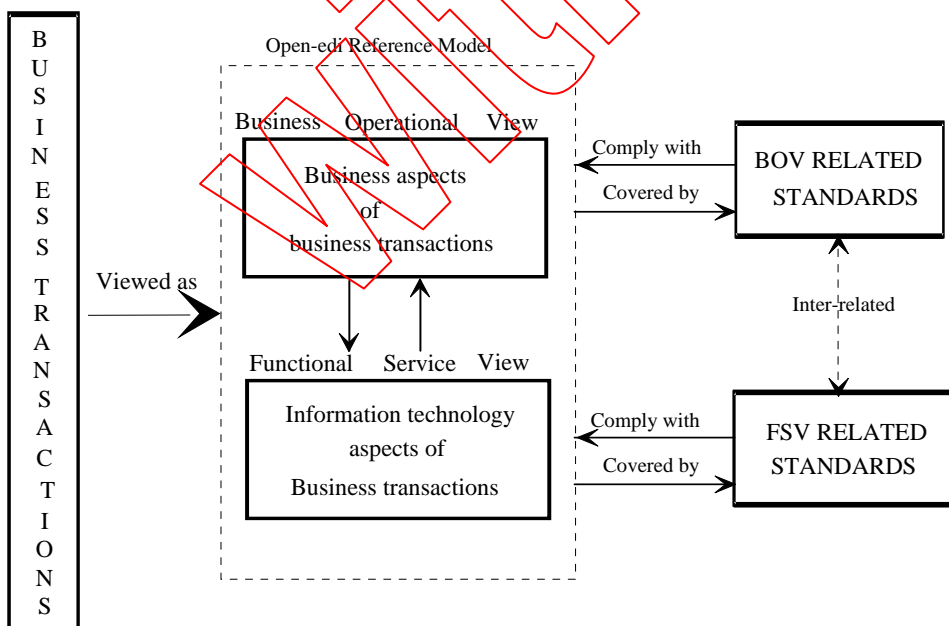 BUSINESS TRANSACTIONS
Open-edi Reference Model
Business Operational View
Business aspects
of
business transactions
Viewed as
Functional Service View
Information technology
aspects of
Business transactions
Comply with
Covered by
BOV RELATED
STANDARDS
Inter-related
Comply with
Covered by
FSV RELATED
STANDARDS